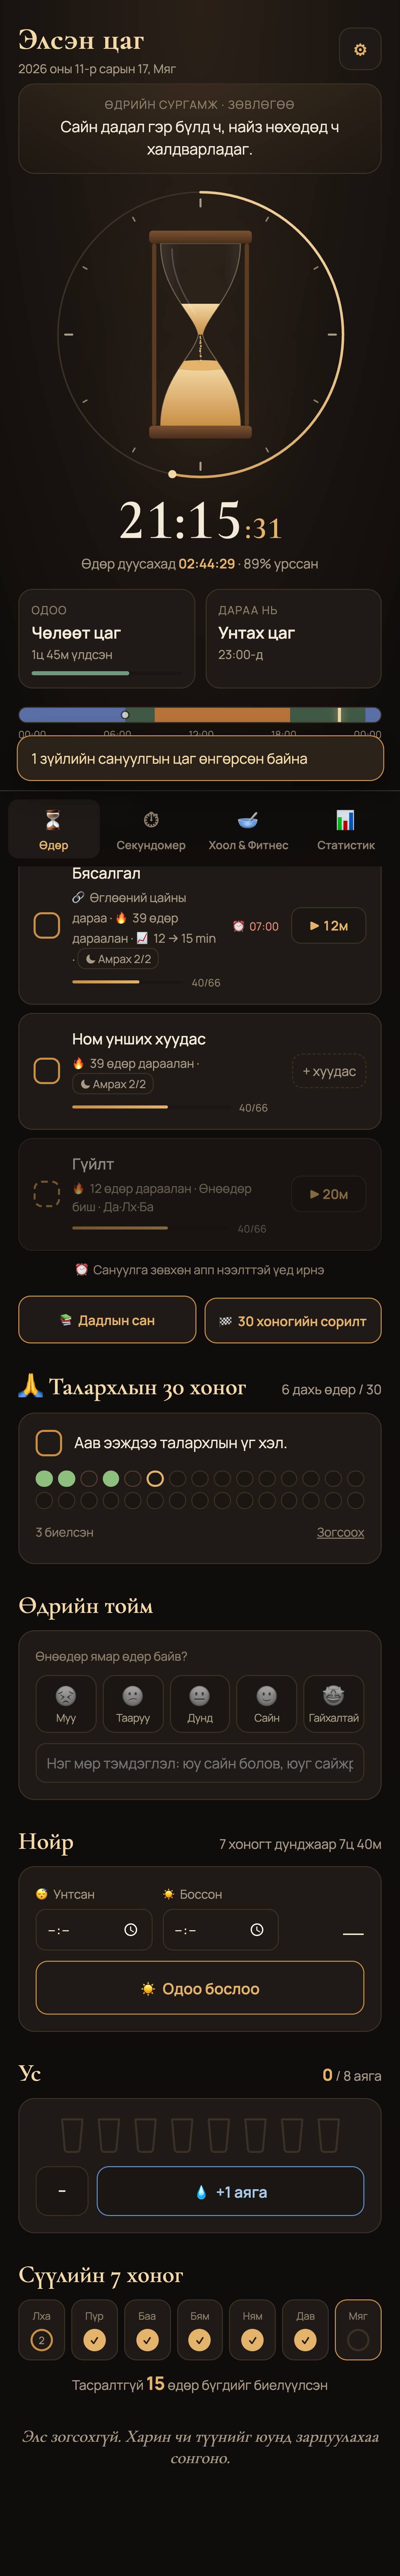 Элсэн цаг
2026 оны 11-р сарын 17, Мяг
ӨДРИЙН СУРГАМЖ · ЗӨВЛӨГӨӨ
Сайн дадал гэр бүлд ч, найз нөхөдөд ч
халдварладаг.
21:15:31
Өдөр дуусахад 02:44:29 · 89% урссан
ОДОО
Чөлөөт цаг
1ц 45м үлдсэн
ДАРАА НЬ
Унтах цаг
23:00-д
00:00 06:00 12:00 18:00 00:00
1 зүйлийн сануулгын цаг өнгөрсөн байна
Өдөр
Секундомер
Хоол & Фитнес
Статистик
Бясалгал
Өглөөний цайны
дараа · 39 өдөр
дараалан · 12 → 15 min
· Амрах 2/2
07:00
12м
40/66
Ном унших хуудас
39 өдөр дараалан ·
Амрах 2/2
+ хуудас
40/66
Гүйлт
12 өдөр дараалан · Өнөөдөр
биш · Да·Лх·Ба
20м
40/66
Сануулга зөвхөн апп нээлттэй үед ирнэ
Дадлын сан
30 хоногийн сорилт
Талархлын 30 хоног
6 дахь өдөр / 30
Аав ээждээ талархлын үг хэл.
3 биелсэн
Зогсоох
Өдрийн тойм
Өнөөдөр ямар өдөр байв?
Муу
Тааруу
Дунд
Сайн
Гайхалтай
Нэг мөр тэмдэглэл: юу сайн болов, юуг сайжр
Нойр
7 хоногт дунджаар 7ц 40м
Унтсан
Боссон
--:--
--:--
—
Одоо бослоо
Ус
0 / 8 аяга
−
+1 аяга
Сүүлийн 7 хоног
Лха Пүр Баа Бям Ням Дав Мяг
2
Тасралтгүй 15 өдөр бүгдийг биелүүлсэн
Элс зогсохгүй. Харин чи түүнийг юунд зарцуулахаа
сонгоно.